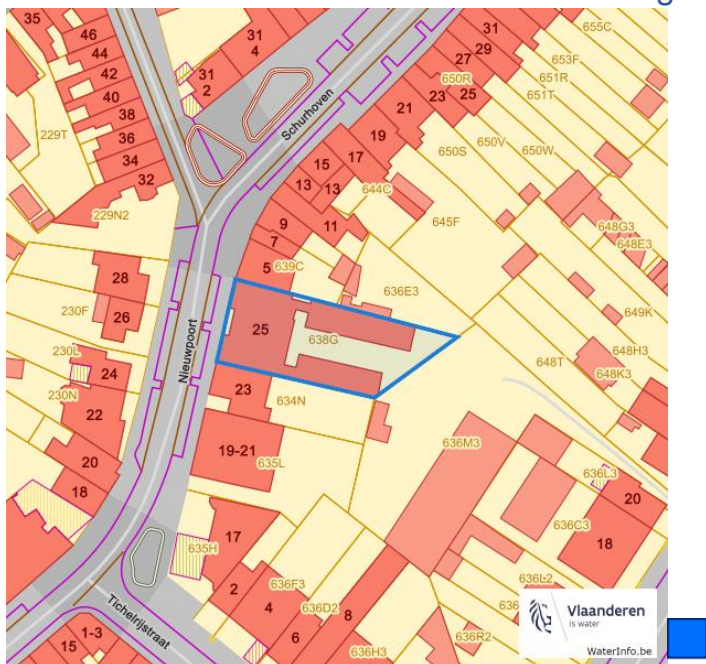 35
46
44
42
40
38
36
34
32
229T
229N2
31
4
31
2
Schurhoven
31
29
27
650R
25
23
21
19
17
15
13
13
11
9
7
5
639C
644C
645F
650S
650V
650W
651T
651R
653F
655C
648G3
648E3
649K
648H3
648K3
648T
636E3
28
26
230F
230L
24
230N
22
20
18
Nieuwpoort
25
638G
23
634N
19-21
635L
636M3
636L3
20
636C3
18
17
635H
2
636F3
4
636D2
6
8
636H3
636L2
636R2
Tichelrijstraat
1-3
15
Vlaanderen
is water
WaterInfo.be